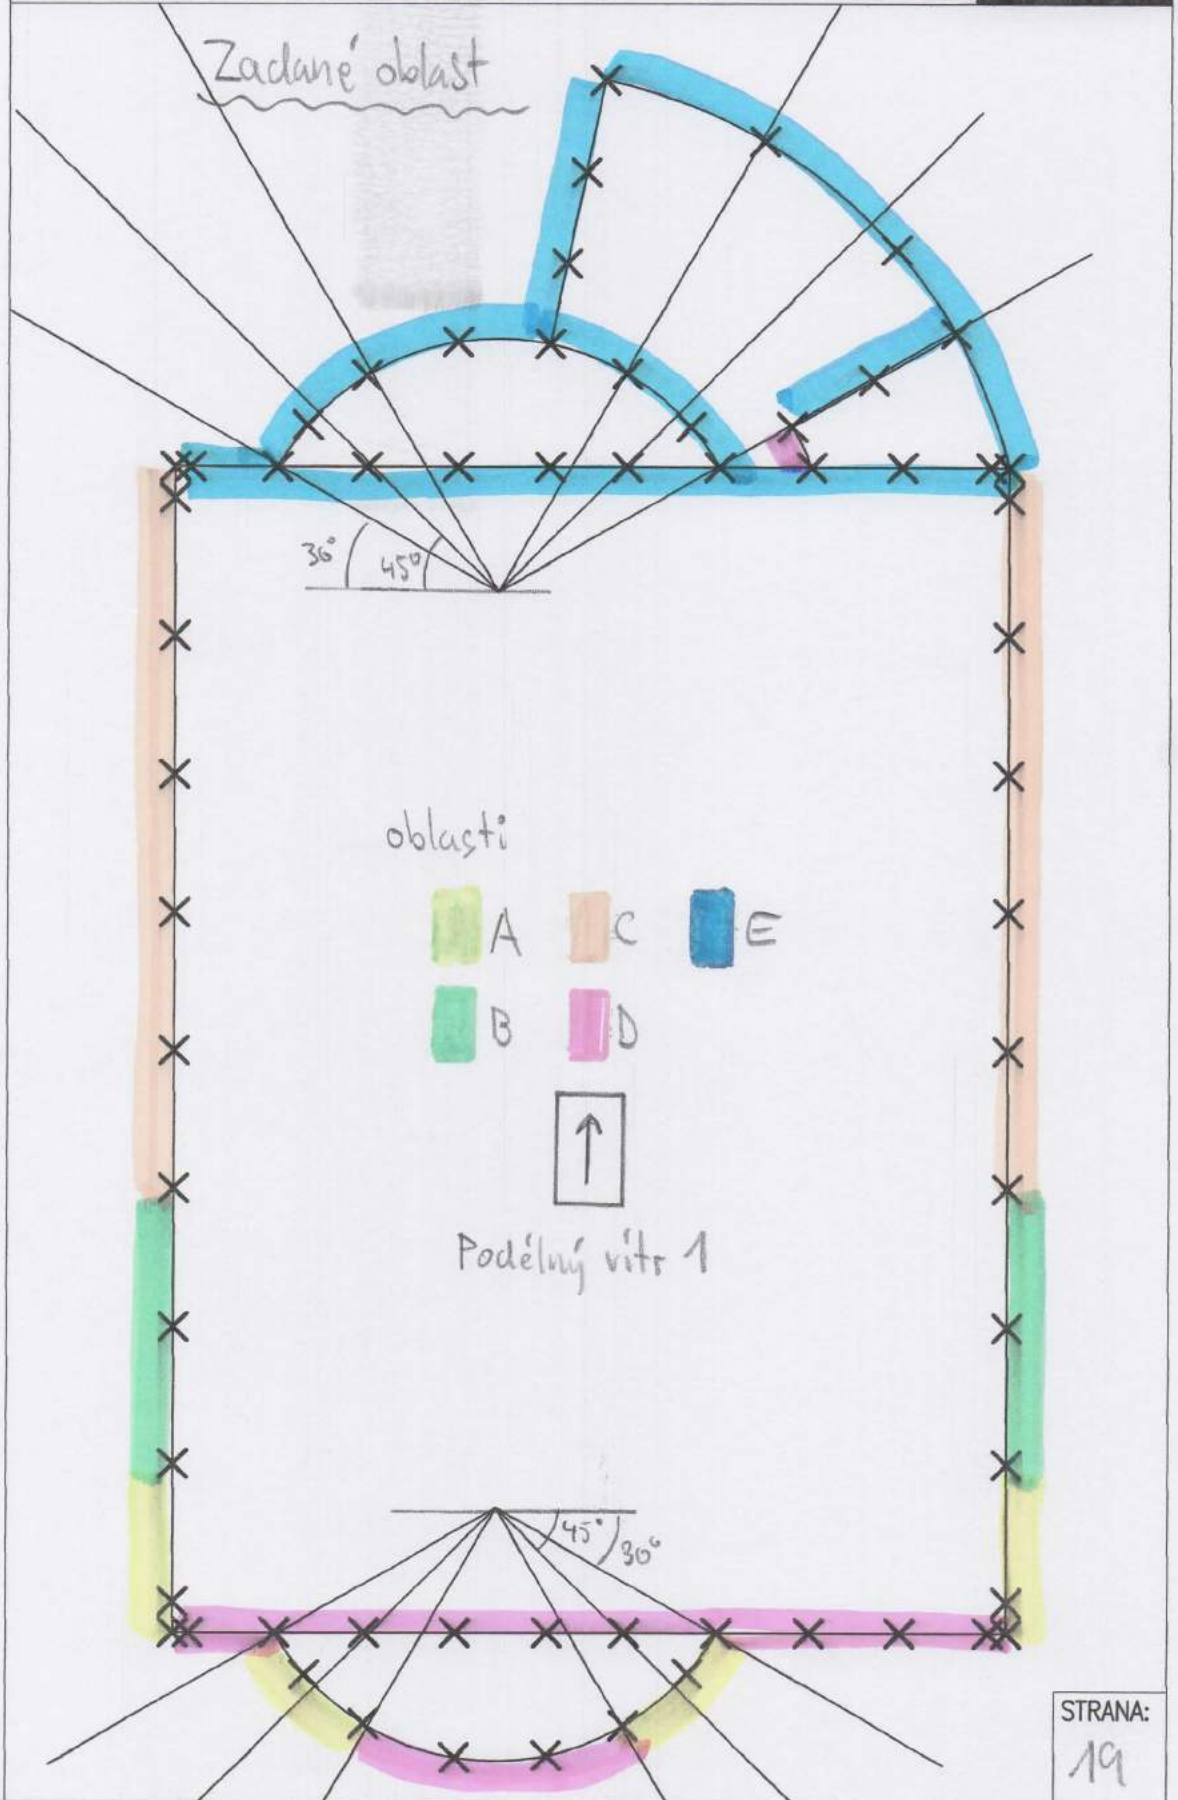 Zadané oblast
36° 45°
oblasti
A C E
B D
Podélný vítr 1
45° 30°
STRANA:
19